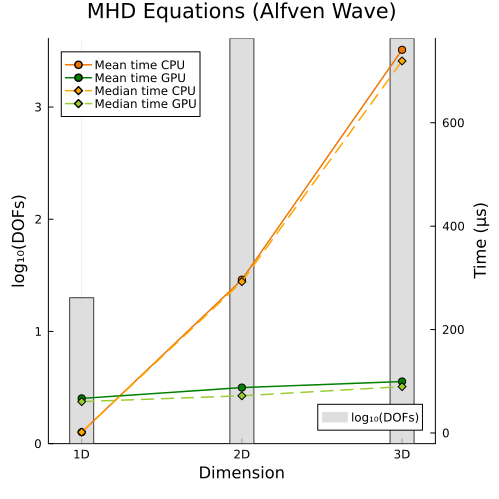 MHD Equations (Alfven Wave)
Mean time CPU
Mean time GPU
Median time CPU
Median time GPU
log₁₀(DOFs)
3
2
1
0
600
400
200
0
Time (μs)
log₁₀(DOFs)
1D 2D 3D
Dimension